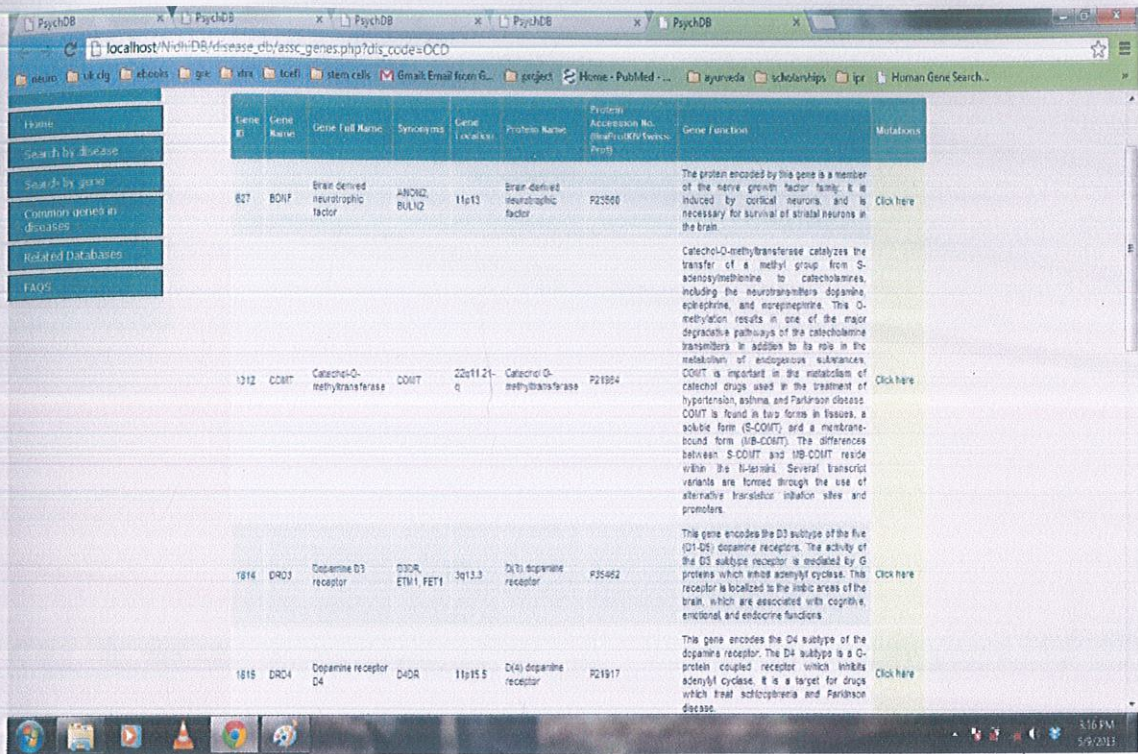 PsychDB
PsychDB
PsychDB
PsychDB
PsychDB
localhost/Nidhi/DB/disease_db/assc_genes.php?dis_code=OCD
neuro uk clg ebooks gre xtra toefl stem cells Gmail: Email from G... project Home - PubMed - ... ayurveda scholarships ipr Human Gene Search...
Home
Search by disease
Search by gene
Common genes in
diseases
Related Databases
FAQS
Gene
ID
Gene
Name
Gene Full Name
Synonyms
Gene
Location
Protein Name
Protein
Accession No.
(UniProtKB/Swiss-
Prot)
Gene Function
Mutations
627
BDNF
Brain derived
neurotrophic
factor
ANON2,
BULN2
11p13
Brain-derived
neurotrophic
factor
P23560
The protein encoded by this gene is a member
of the nerve growth factor family. It is
induced by cortical neurons, and is
necessary for survival of striatal neurons in
the brain.
Click here
1312
COMT
Catechol-O-
methyltransferase
COMT
22q11.21-
q
Catechol O-
methyltransferase
P21964
Catechol-O-methyltransferase catalyzes the
transfer of a methyl group from S-
adenosylmethionine to catecholamines,
including the neurotransmitters dopamine,
epinephrine, and norepinephrine. This O-
methylation results in one of the major
degradative pathways of the catecholamine
transmitters. In addition to its role in the
metabolism of endogenous substances,
COMT is important in the metabolism of
catechol drugs used in the treatment of
hypertension, asthma, and Parkinson disease.
COMT is found in two forms in tissues, a
soluble form (S-COMT) and a membrane-
bound form (MB-COMT). The differences
between S-COMT and MB-COMT reside
within the N-termini. Several transcript
variants are formed through the use of
alternative translation initiation sites and
promoters.
Click here
1814
DRD3
Dopamine D3
receptor
D3DR,
ETM1, FET1
3q13.3
D(3) dopamine
receptor
P35462
This gene encodes the D3 subtype of the five
(D1-D5) dopamine receptors. The activity of
the D3 subtype receptor is mediated by G
proteins which inhibit adenylyl cyclase. This
receptor is localized to the limbic areas of the
brain, which are associated with cognitive,
emotional, and endocrine functions.
Click here
1815
DRD4
Dopamine receptor
D4
D4DR
11p15.5
D(4) dopamine
receptor
P21917
This gene encodes the D4 subtype of the
dopamine receptor. The D4 subtype is a G-
protein coupled receptor which inhibits
adenylyl cyclase. It is a target for drugs
which treat schizophrenia and Parkinson
disease.
Click here
3:16 PM
5/9/2013